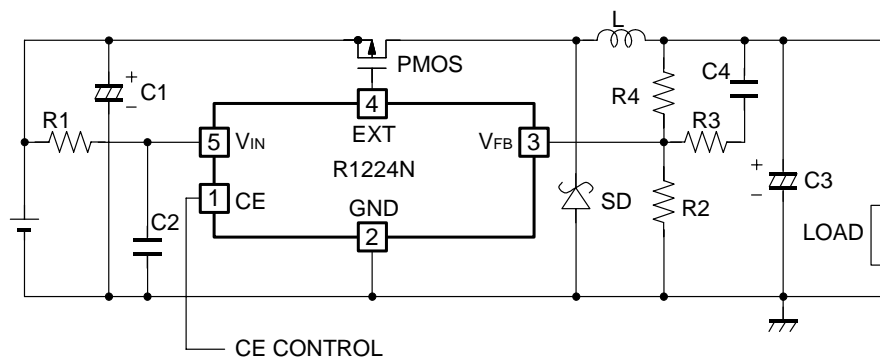 L
PMOS
C4
+
C1
−
R4
4
R1
R3
EXT
5
VIN
VFB
3
R1224N
+
C3
−
1
CE
SD
C2
GND
R2
2
LOAD
CE CONTROL